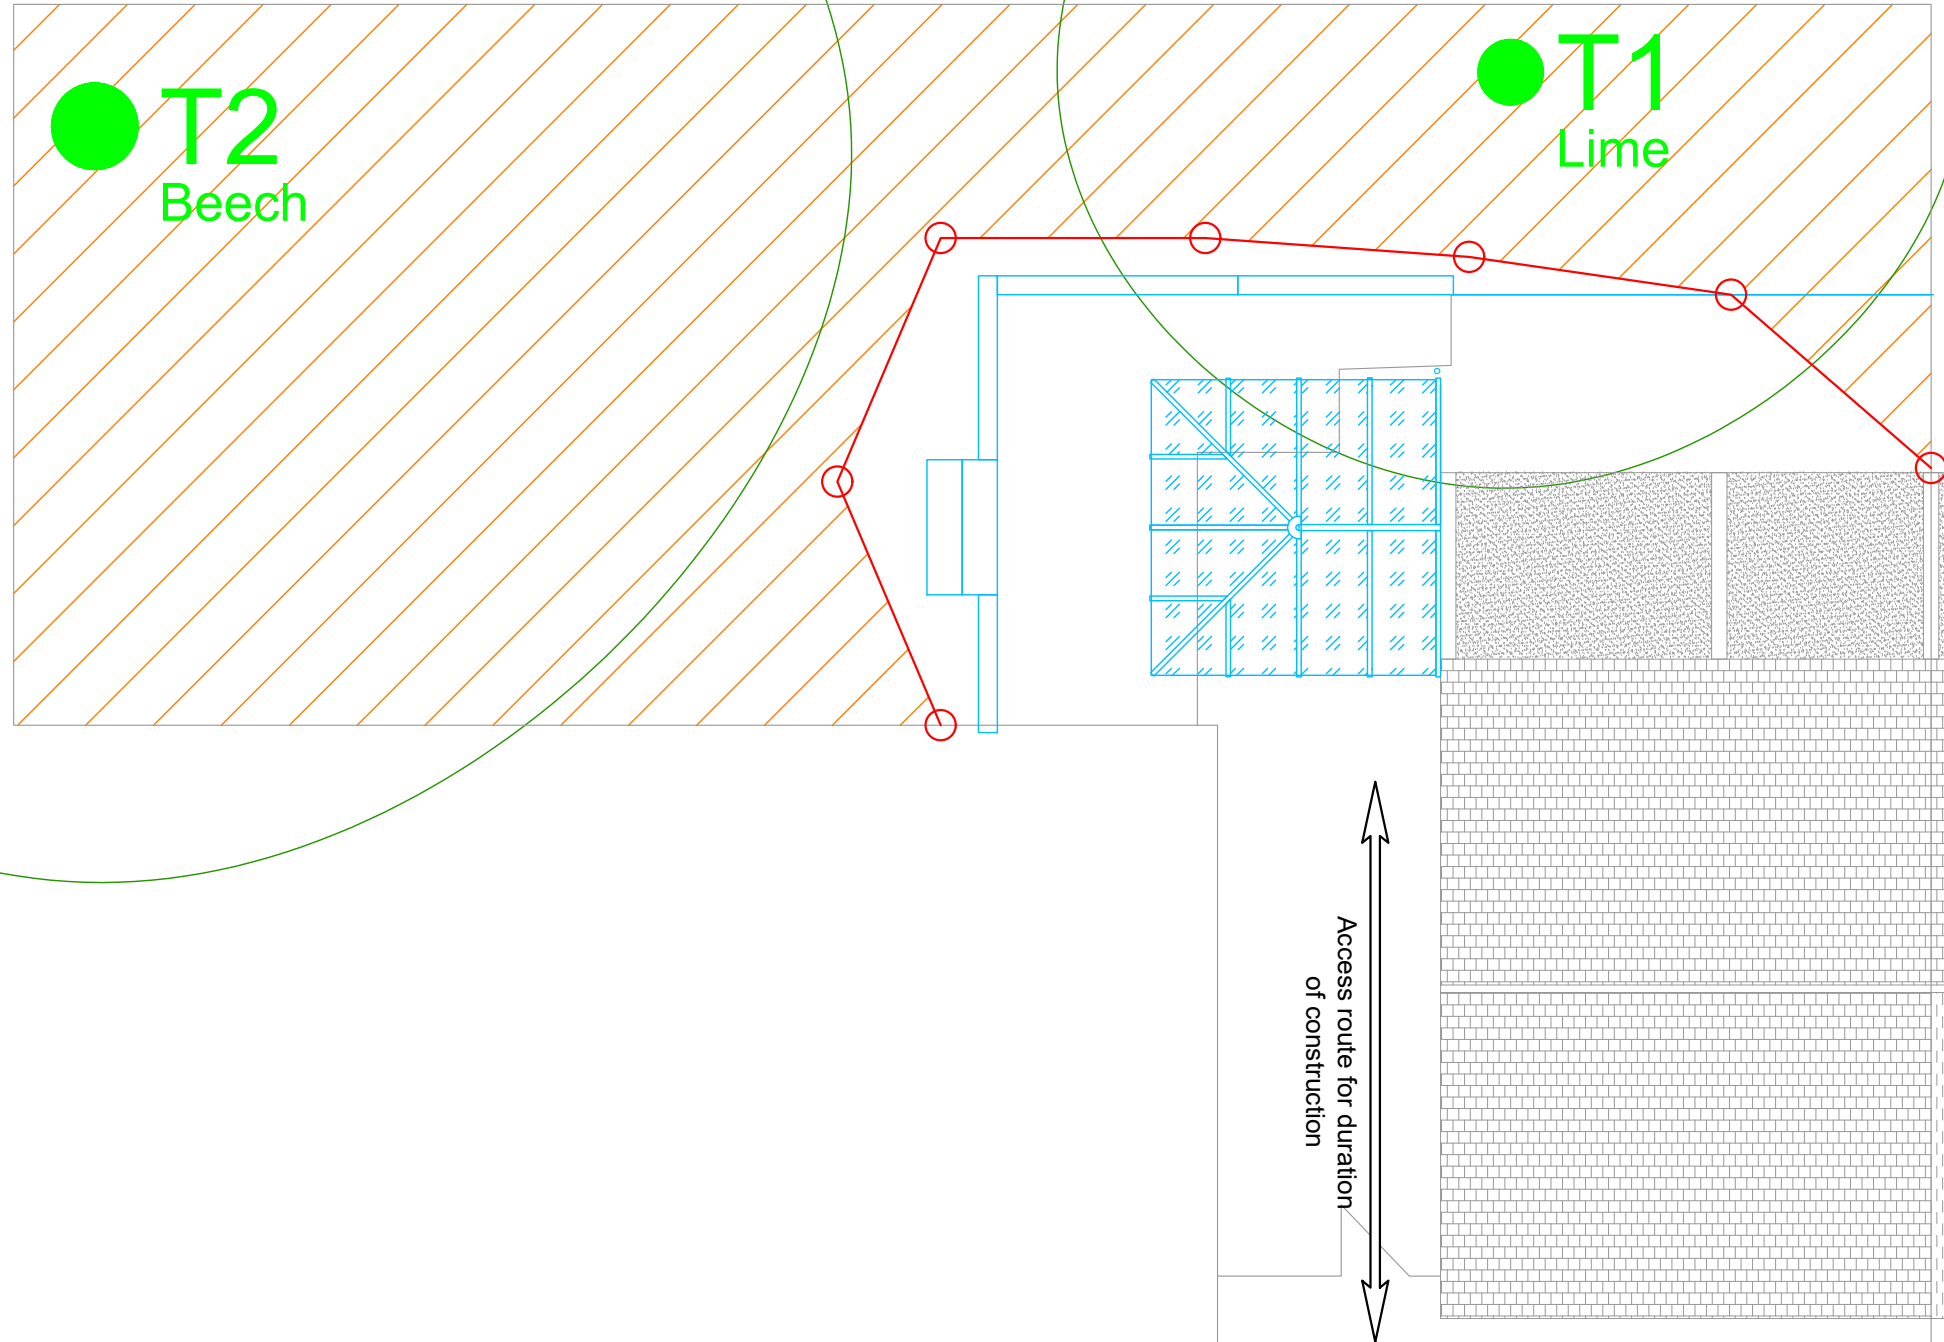 T2
Beech
T1
Lime
Access route for duration
of construction